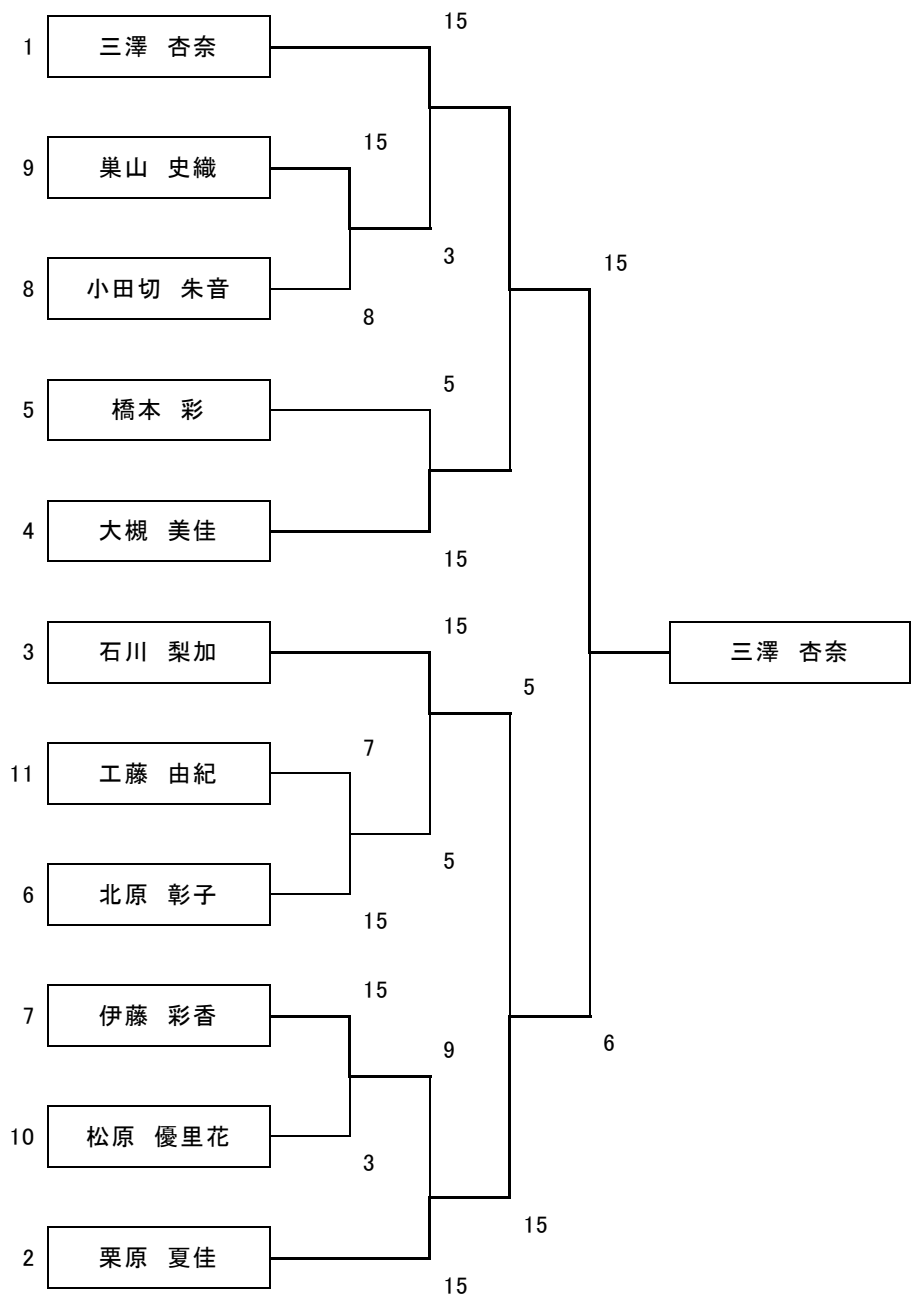 15
1 三澤 杏奈
15
9 巣山 史織
3
15
8 小田切 朱音
8
5
5 橋本 彩
4 大槻 美佳
15
15
3 石川 梨加
三澤 杏奈
5
7
11 工藤 由紀
5
6 北原 彰子
15
15
7 伊藤 彩香
9
6
10 松原 優里花
3
15
2 栗原 夏佳
15